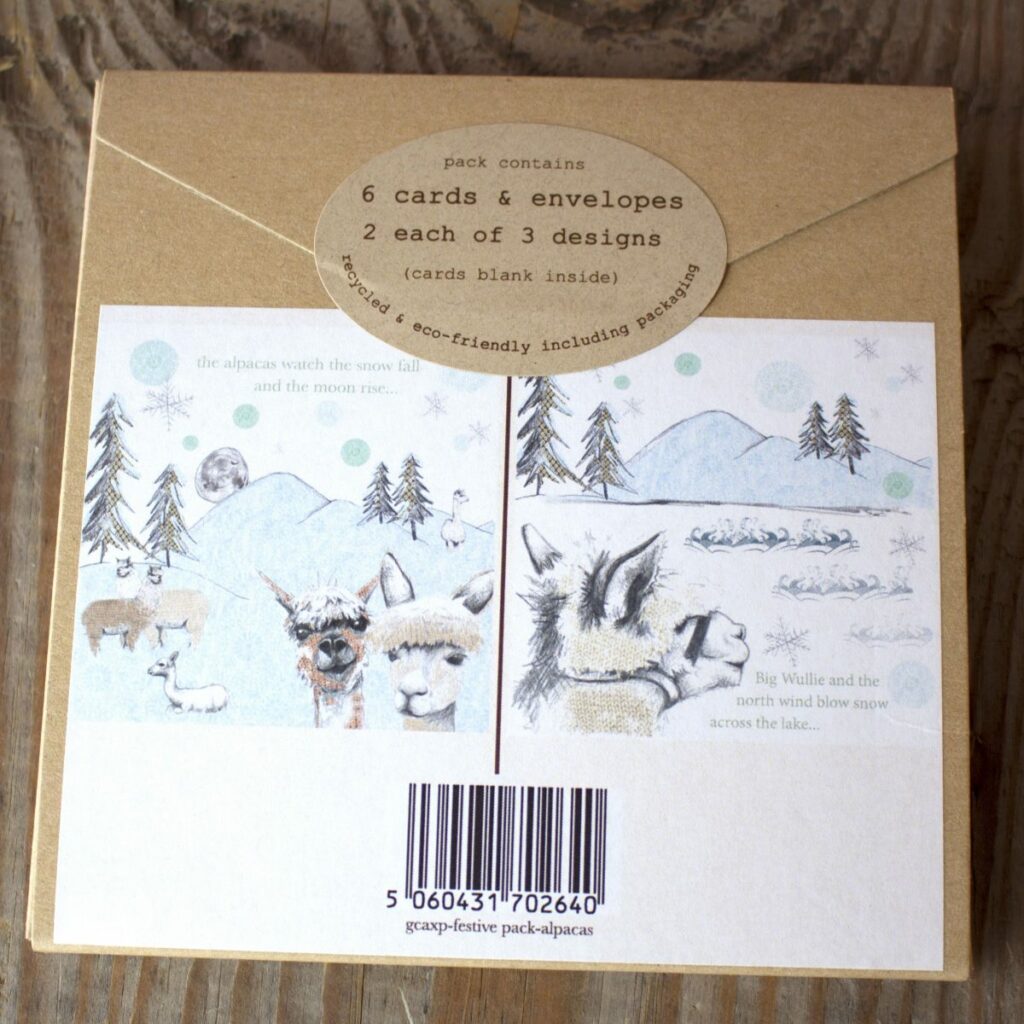 pack contains
6 cards & envelopes
2 each of 3 designs
(cards blank inside)
recycled & eco-friendly including packaging
the alpacas watch the snow fall
and the moon rise...
Big Wullie and the
north wind blow snow
across the lake...
5 060431 702640
gcaxp-festive pack-alpacas